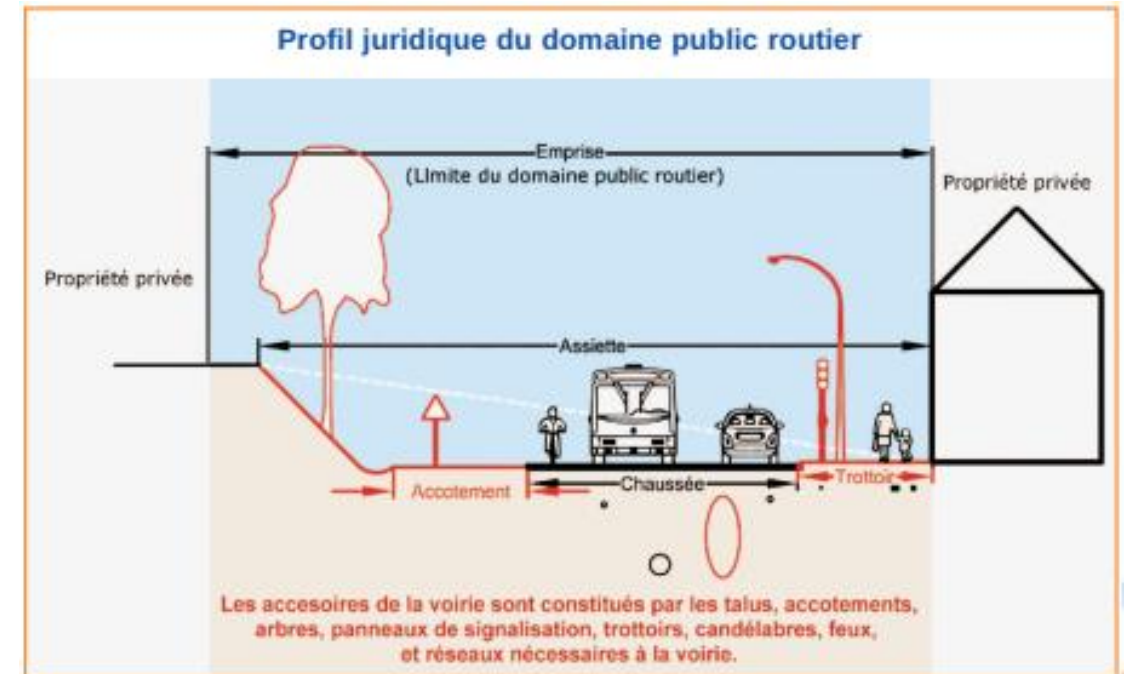 Profil juridique du domaine public routier
Emprise
(LImite du domaine public routier)
Propriété privée
Propriété privée
Assiette
Accotement
Chaussée
Trottoir
Les accesoires de la voirie sont constitués par les talus, accotements,
arbres, panneaux de signalisation, trottoirs, candélabres, feux,
et réseaux nécessaires à la voirie.